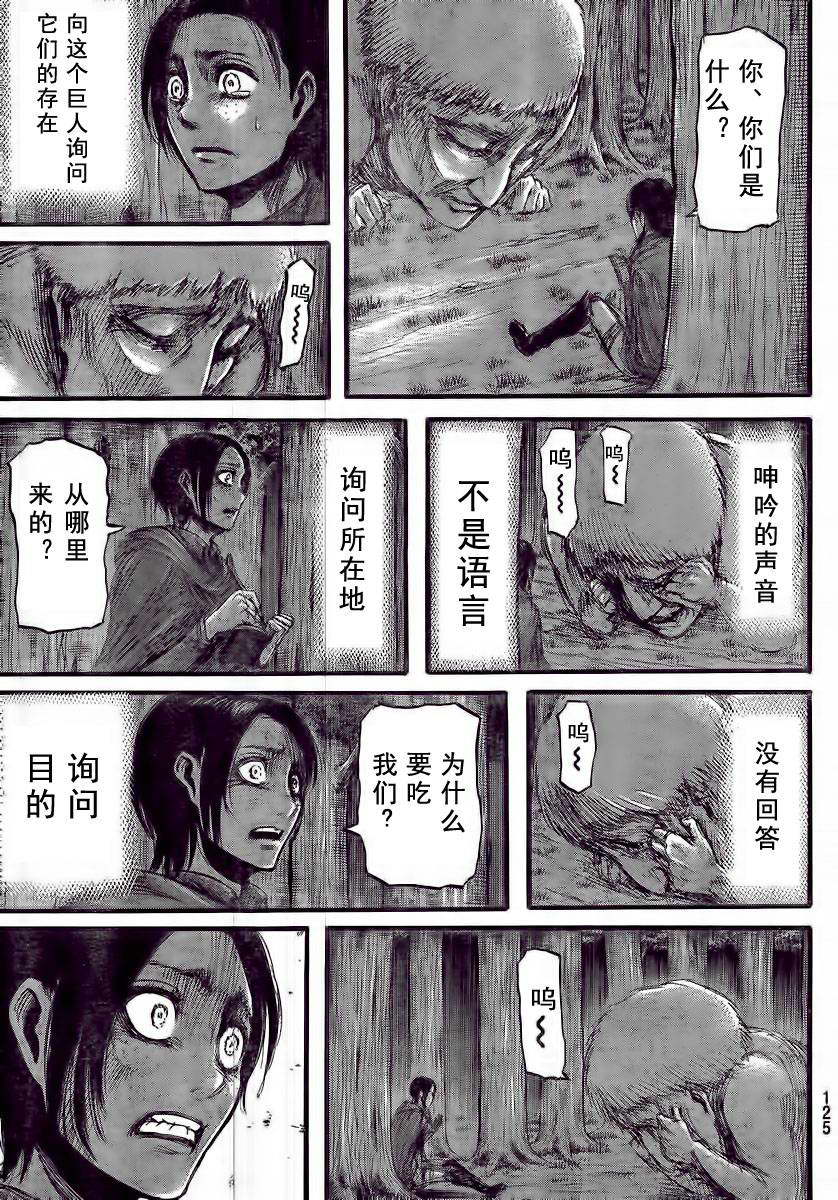 你、你们是
什么？
向这个巨人询问
它们的存在
呜～
呻吟的声音
呜～
呜～
不是语言
询问所在地
从哪里
来的？
没有回答
呜～
为什么
要吃
我们？
询问
目的
呜～
125